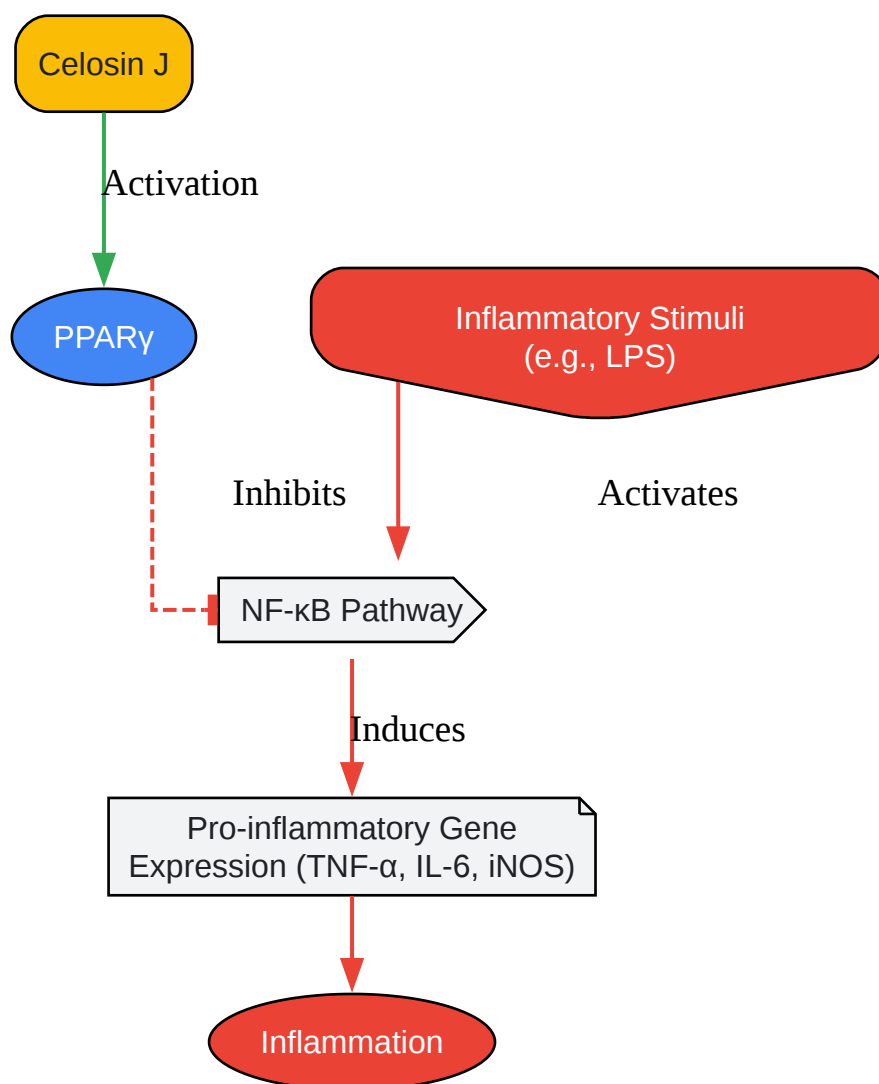 Celosin J
Activation
PPARγ
Inflammatory Stimuli
(e.g., LPS)
Inhibits
Activates
NF-κB Pathway
Induces
Pro-inflammatory Gene
Expression (TNF-α, IL-6, iNOS)
Inflammation